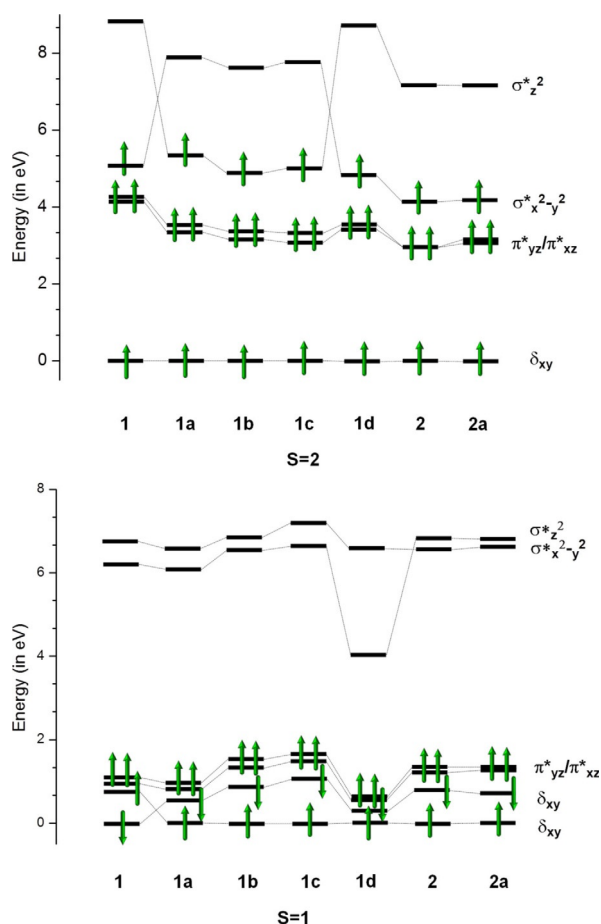 8
σ*z2
6
σ*x2-y2
4
π*yz/π*xz
2
0
δxy
Energy (in eV)
1 1a 1b 1c 1d 2 2a
S=2
8
σ*z2
σ*x2-y2
6
4
2
π*yz/π*xz
δxy
0
δxy
Energy (in eV)
1 1a 1b 1c 1d 2 2a
S=1